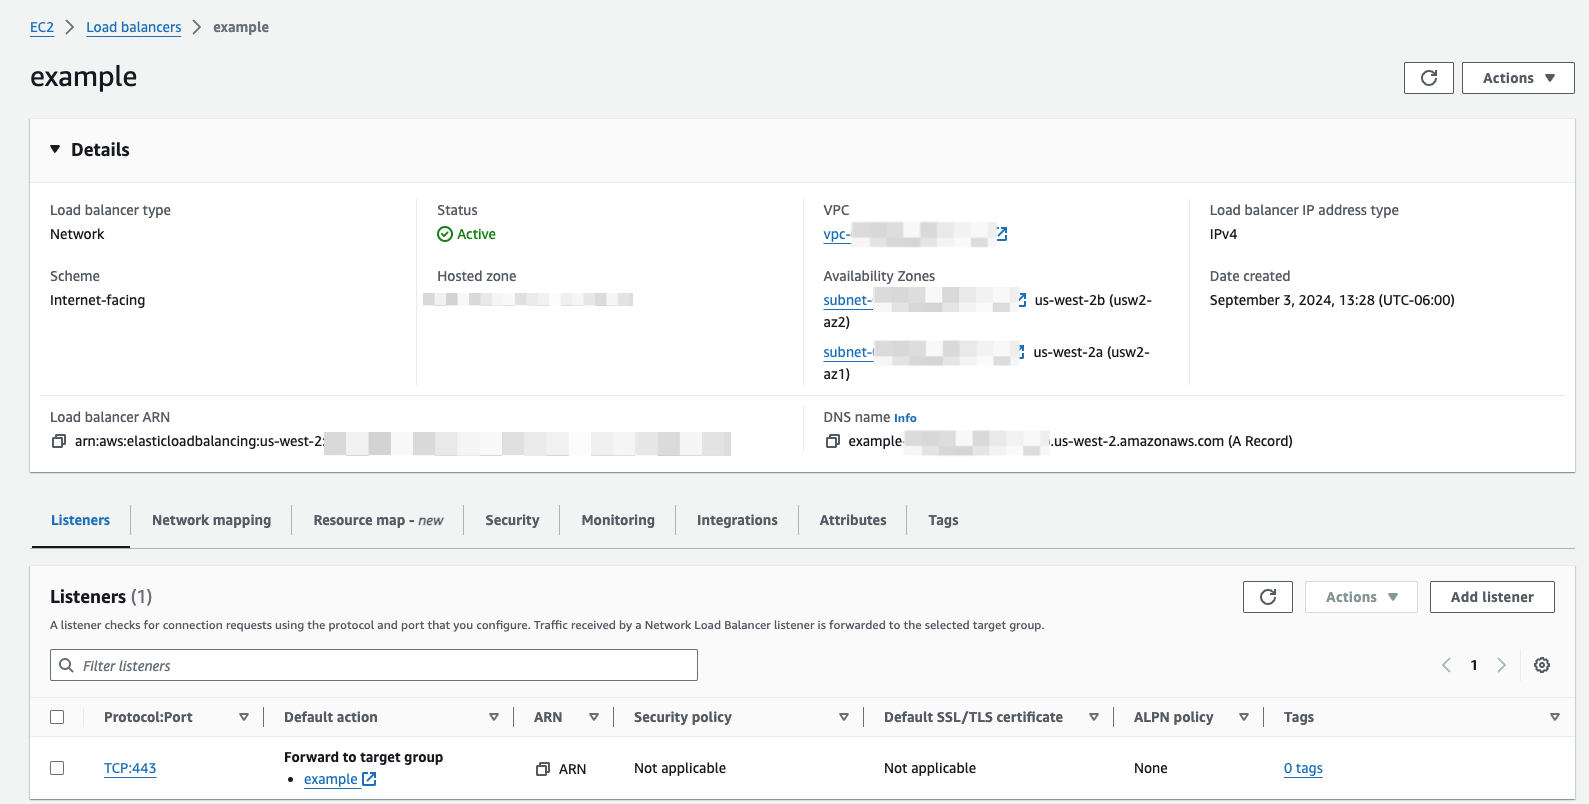 EC2 Load balancers example
example
Actions
Details
Load balancer type
Network
Status
Active
VPC
vpc-
Load balancer IP address type
IPv4
Scheme
Internet-facing
Hosted zone
Availability Zones
subnet- us-west-2b (usw2-
az2)
subnet- us-west-2a (usw2-
az1)
Date created
September 3, 2024, 13:28 (UTC-06:00)
Load balancer ARN
arn:aws:elasticloadbalancing:us-west-2:
DNS name Info
example- .us-west-2.amazonaws.com (A Record)
Listeners Network mapping Resource map - new Security Monitoring Integrations Attributes Tags
Listeners (1)
Actions
Add listener
A listener checks for connection requests using the protocol and port that you configure. Traffic received by a Network Load Balancer listener is forwarded to the selected target group.
Filter listeners
1
Protocol:Port Default action ARN Security policy Default SSL/TLS certificate ALPN policy Tags
TCP:443
Forward to target group
• example
ARN
Not applicable
Not applicable
None
0 tags